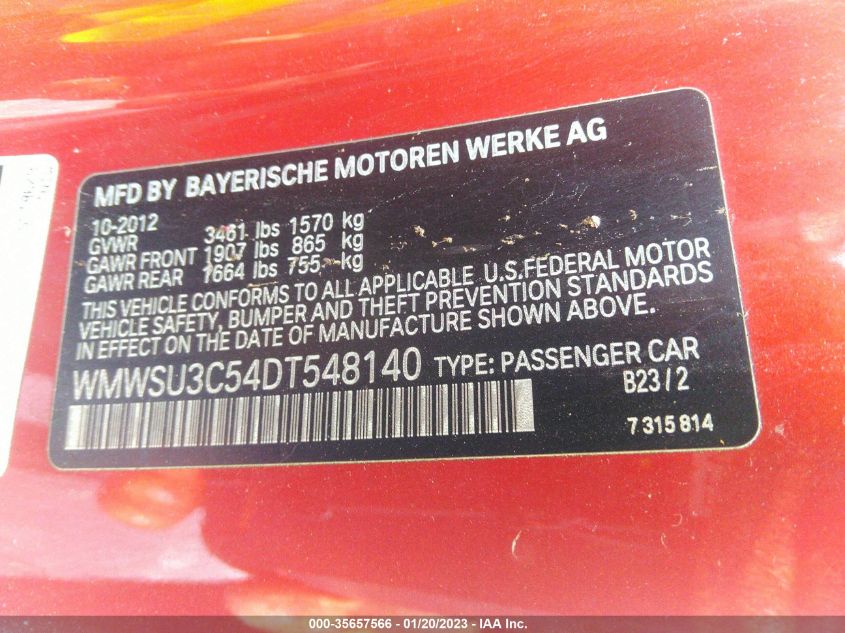 MFD BY BAYERISCHE MOTOREN WERKE AG
10-2012
GVWR 3461 lbs 1570 kg
GAWR FRONT 1907 lbs 865 kg
GAWR REAR 1664 lbs 755 kg
THIS VEHICLE CONFORMS TO ALL APPLICABLE U.S.FEDERAL MOTOR
VEHICLE SAFETY, BUMPER AND THEFT PREVENTION STANDARDS
IN EFFECT ON THE DATE OF MANUFACTURE SHOWN ABOVE.
WMWSU3C54DT548140 TYPE: PASSENGER CAR
B23/2
7 315 814
000-35657566 - 01/20/2023 - IAA Inc.